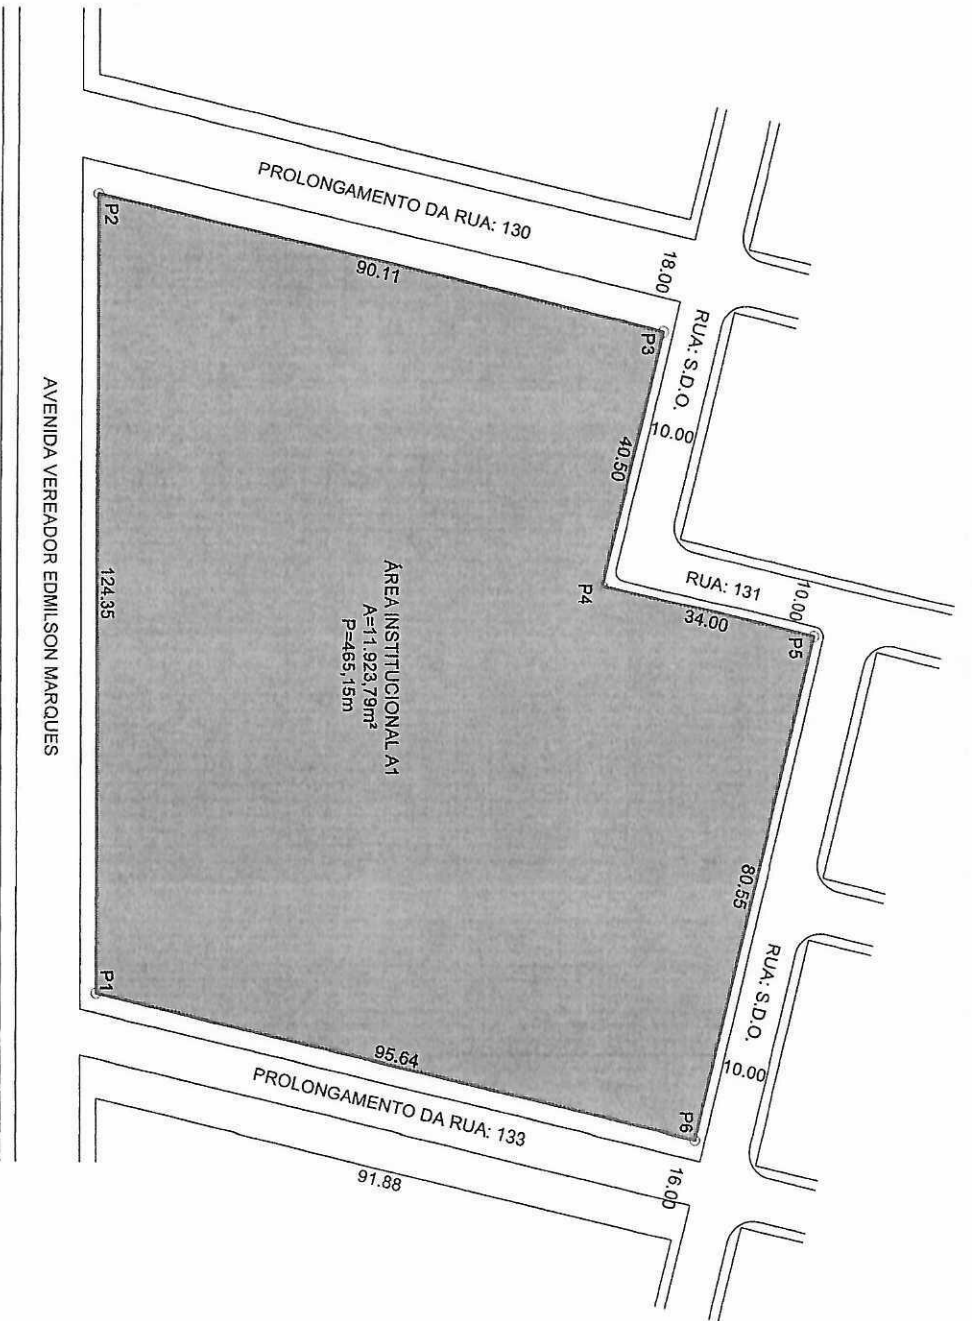 PROLONGAMENTO DA RUA: 130
18.00
RUA: S.D.O.
10.00
P2
90.11
P3
40.50
P4
RUA: 131
10.00
34.00
P5
ÁREA INSTITUCIONAL A1
A=11.923,79m²
P=465,15m
124.35
AVENIDA VEREADOR EDMILSON MARQUES
80.55
RUA: S.D.O.
10.00
P1
95.64
P6
PROLONGAMENTO DA RUA: 133
16.00
91.88